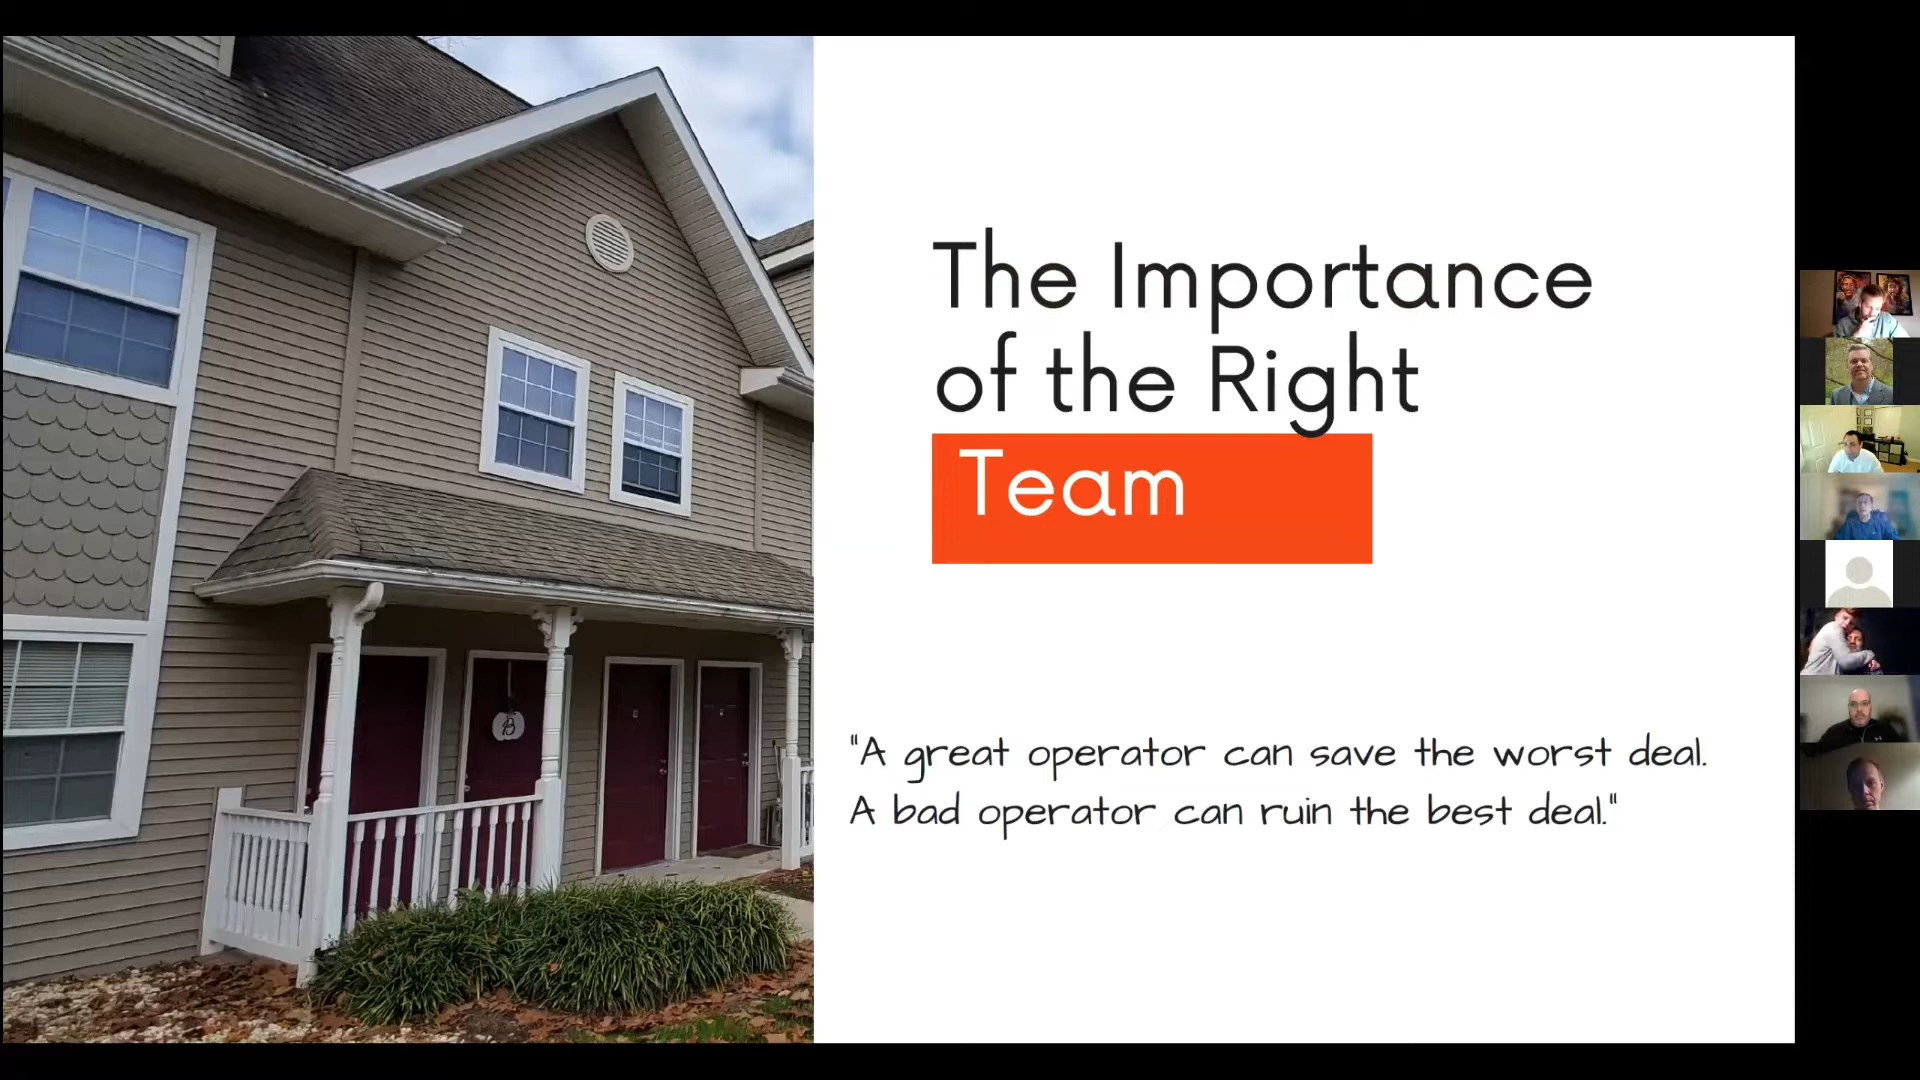 The Importance
of the Right
Team
"A great operator can save the worst deal.
A bad operator can ruin the best deal."
B